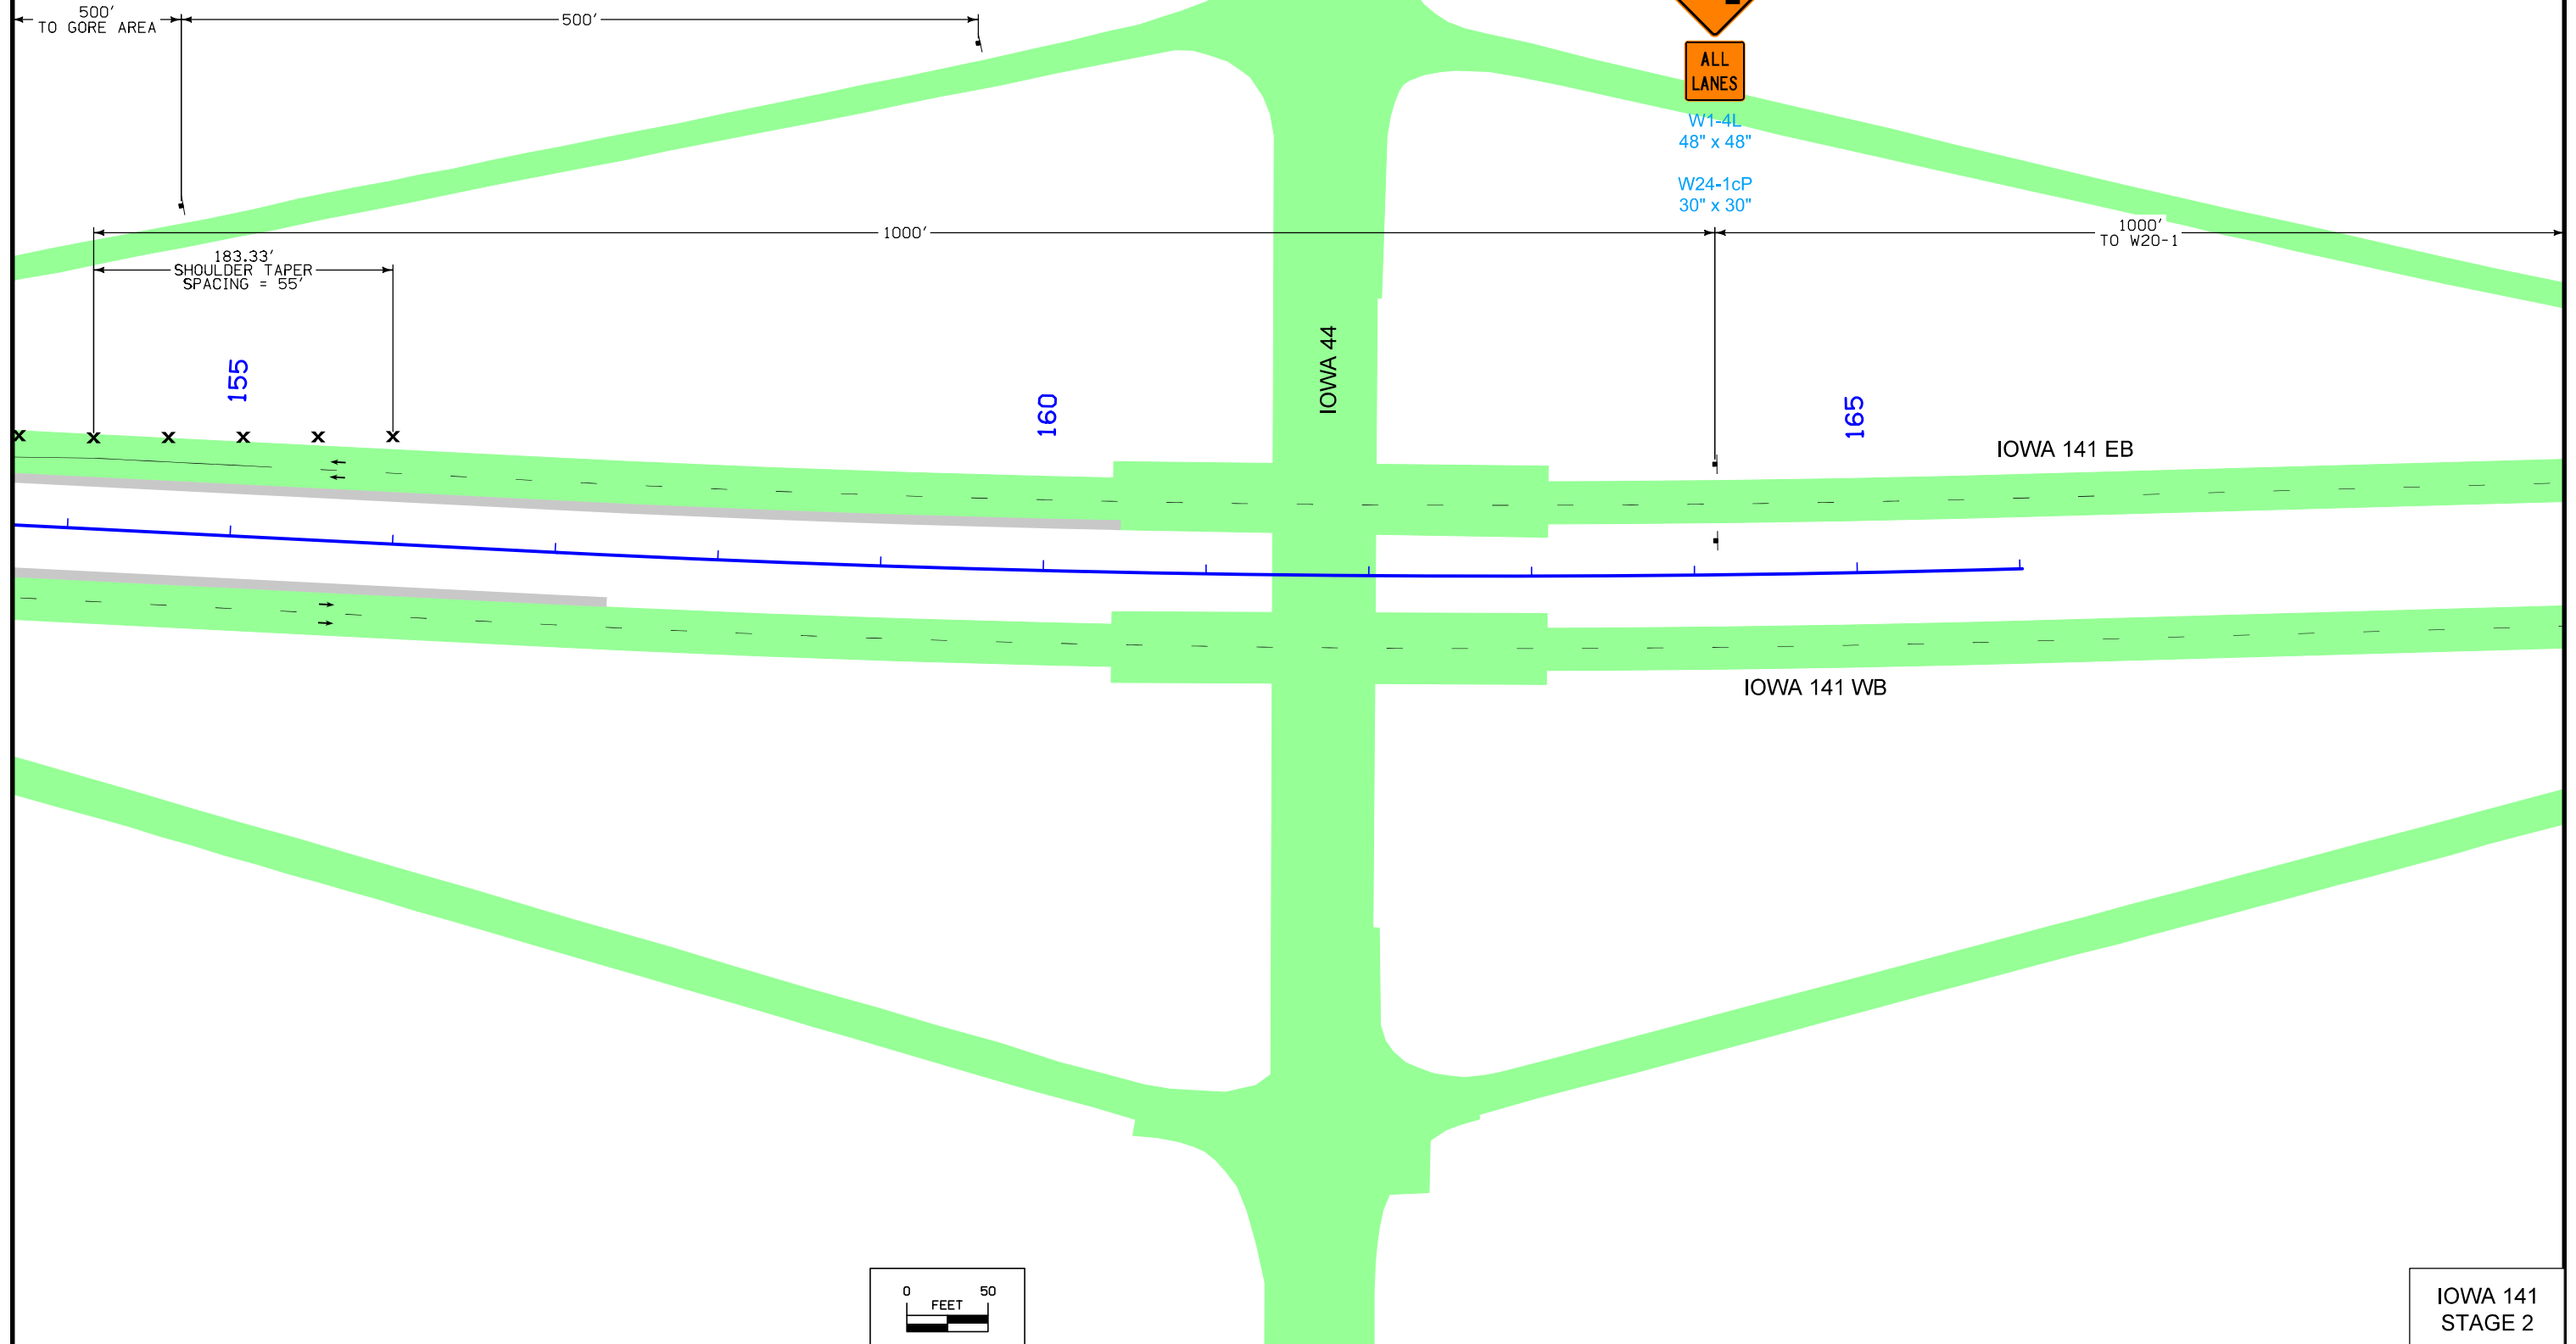 500'
TO GORE AREA
500'
ALL
LANES
W1-4L
48" x 48"
W24-1cP
30" x 30"
1000'
1000'
TO W20-1
183.33'
SHOULDER TAPER
SPACING = 55'
155
160
IOWA 44
165
X X X X X X
IOWA 141 EB
IOWA 141 WB
0 50
FEET
IOWA 141
STAGE 2